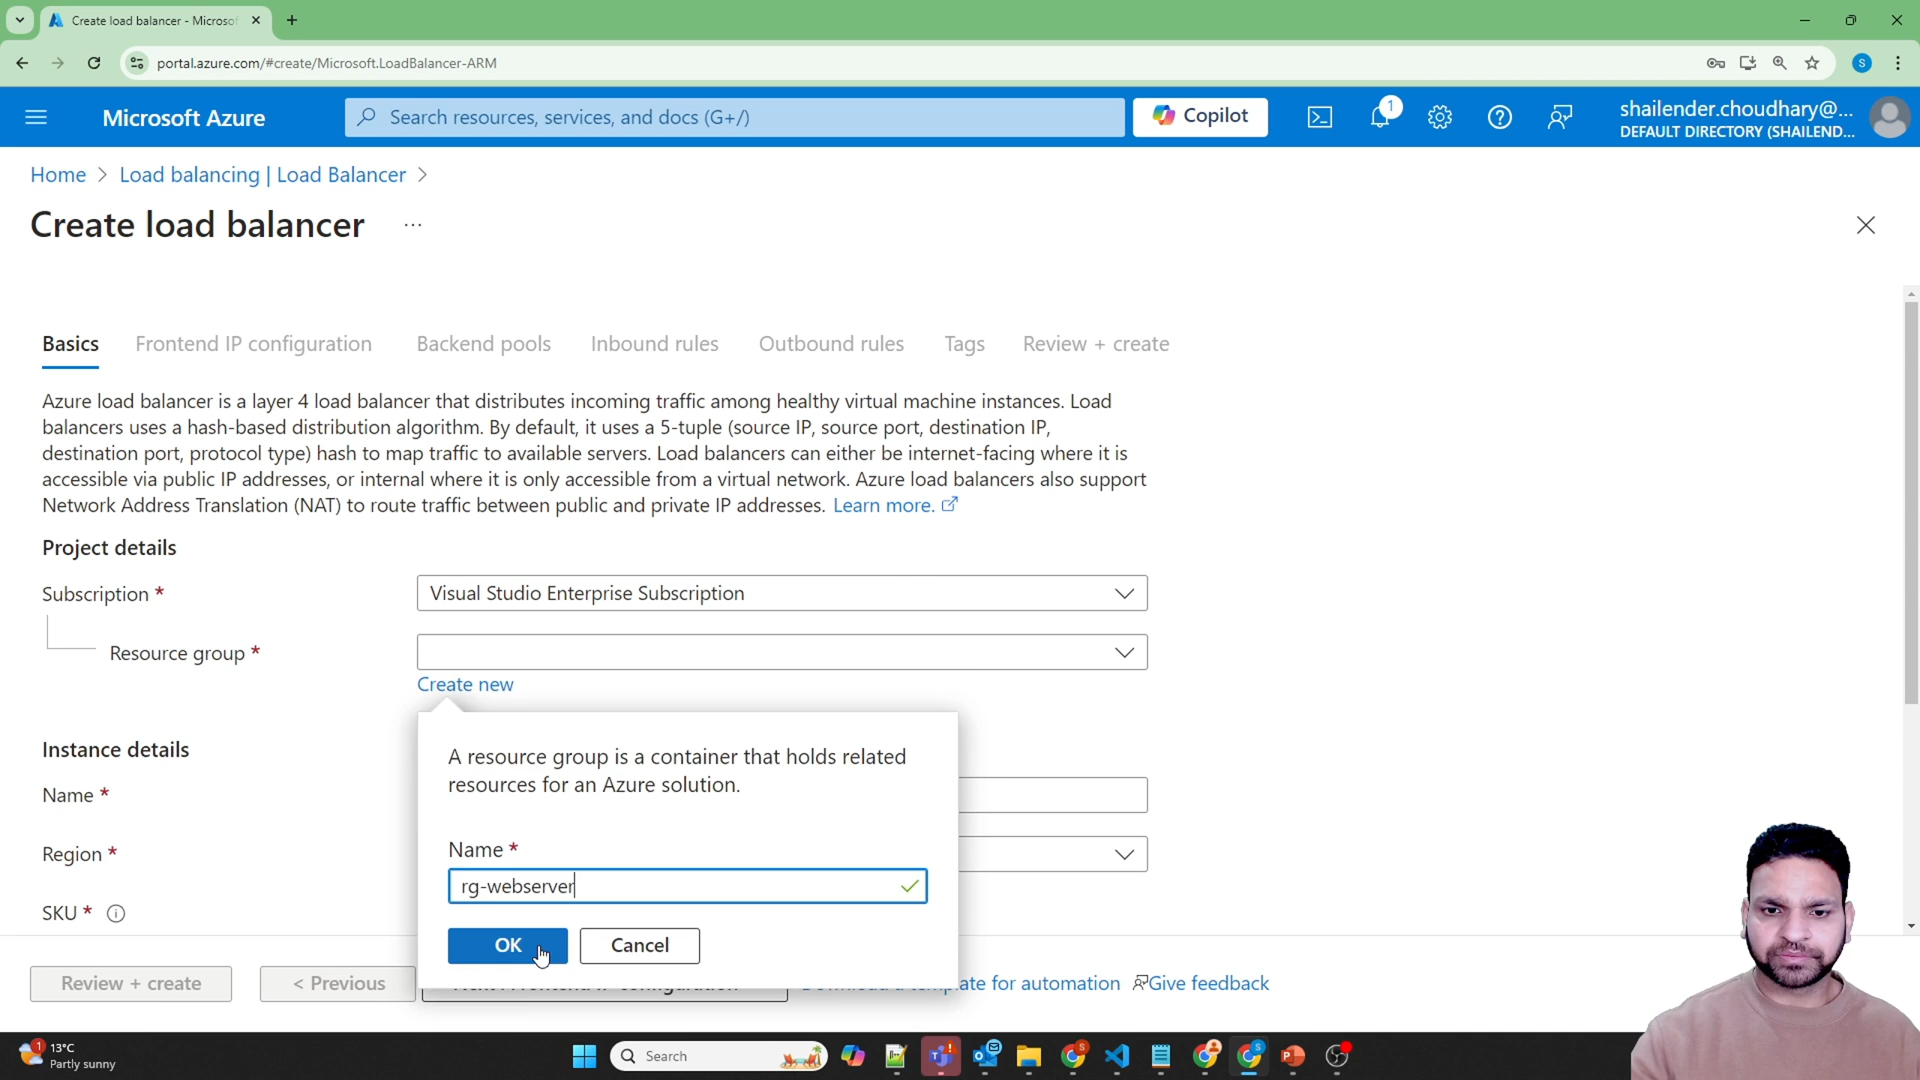 Create load balancer - Microsof
portal.azure.com/#create/Microsoft.LoadBalancer-ARM
S
Microsoft Azure
Search resources, services, and docs (G+/)
Copilot
1
shailender.choudhary@...
DEFAULT DIRECTORY (SHAILEND...
Home > Load balancing | Load Balancer >
Create load balancer ...
Basics
Frontend IP configuration
Backend pools
Inbound rules
Outbound rules
Tags
Review + create
Azure load balancer is a layer 4 load balancer that distributes incoming traffic among healthy virtual machine instances. Load
balancers uses a hash-based distribution algorithm. By default, it uses a 5-tuple (source IP, source port, destination IP,
destination port, protocol type) hash to map traffic to available servers. Load balancers can either be internet-facing where it is
accessible via public IP addresses, or internal where it is only accessible from a virtual network. Azure load balancers also support
Network Address Translation (NAT) to route traffic between public and private IP addresses. Learn more.
Project details
Subscription *
Visual Studio Enterprise Subscription
Resource group *
Create new
A resource group is a container that holds related
resources for an Azure solution.
Name *
rg-webserver
OK
Cancel
Instance details
Name *
Region *
SKU *
Review + create
< Previous
ate for automation
Give feedback
1
13°C
Partly sunny
Search